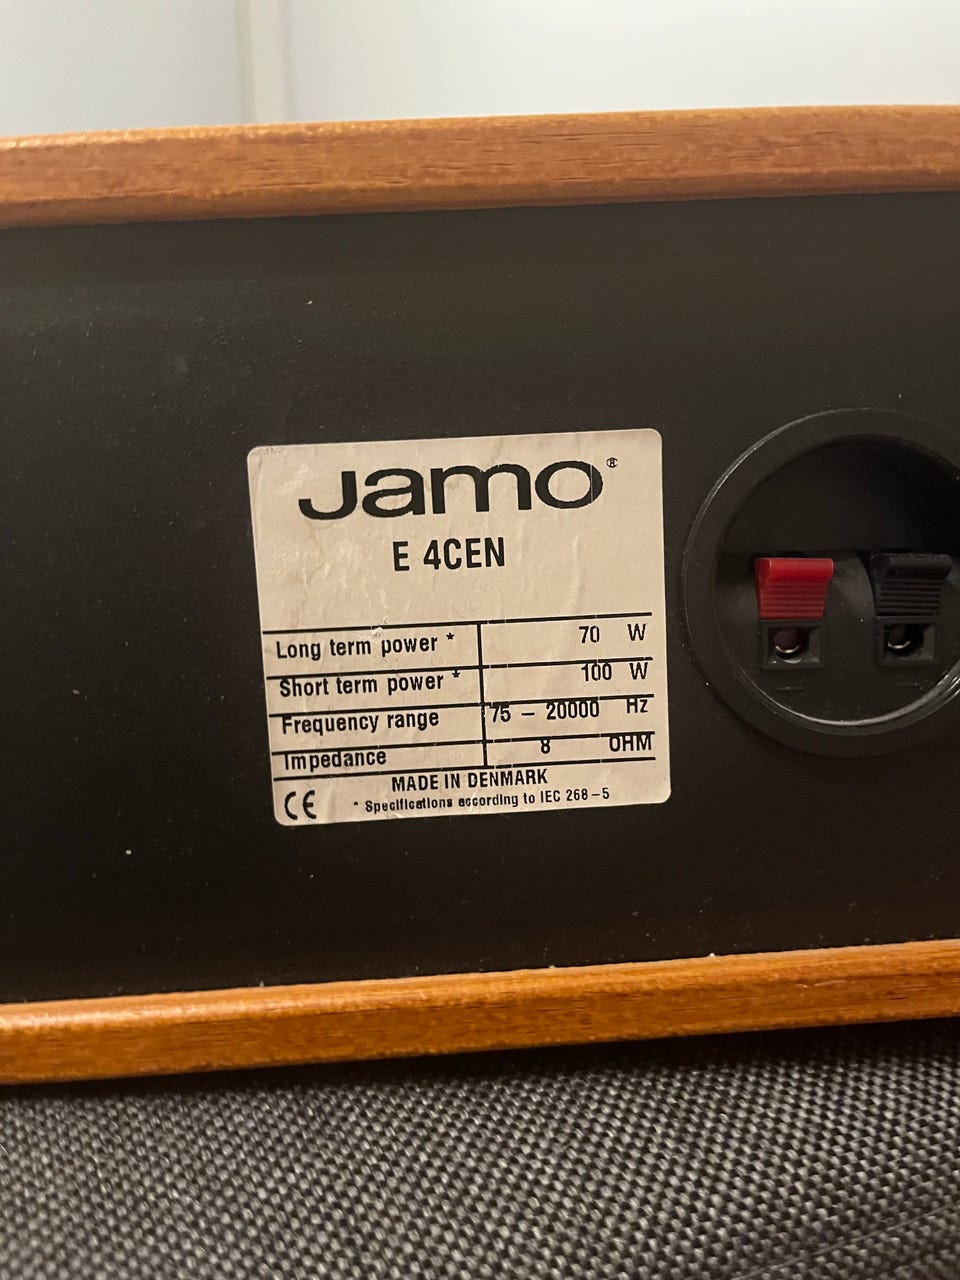 Jamo®
E 4CEN
Long term power * 70 W
Short term power * 100 W
Frequency range 75 – 20000 Hz
Impedance 8 OHM
MADE IN DENMARK
CE * Specifications according to IEC 268–5